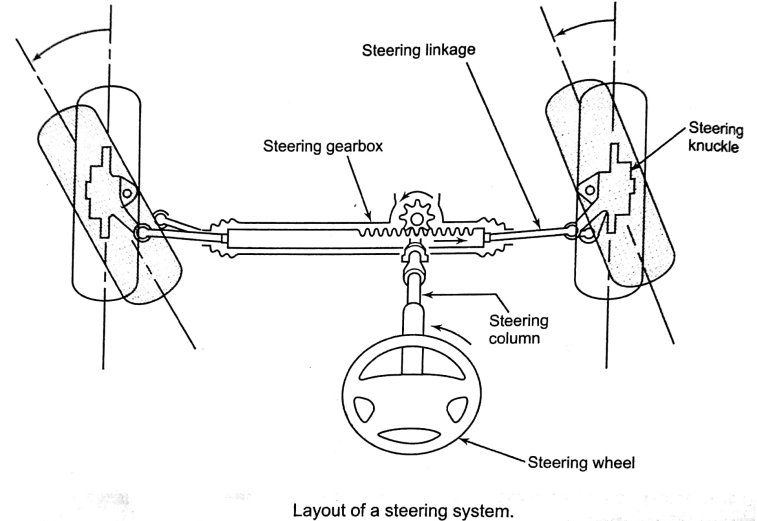 Steering linkage
Steering
knuckle
Steering gearbox
Steering
column
Steering wheel
Layout of a steering system.